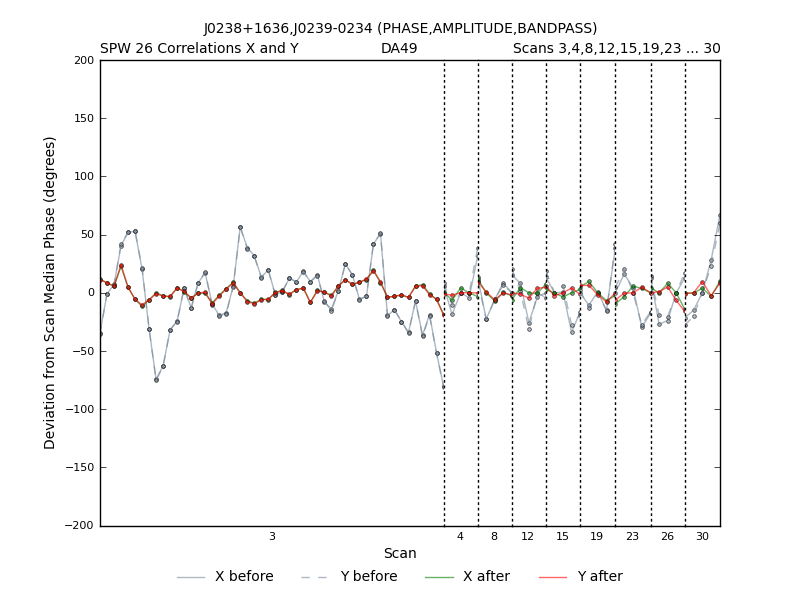 J0238+1636,J0239-0234 (PHASE,AMPLITUDE,BANDPASS)
SPW 26 Correlations X and Y DA49 Scans 3,4,8,12,15,19,23 ... 30
200
150
100
50
0
−50
−100
−150
−200
Deviation from Scan Median Phase (degrees)
3 4 8 12 15 19 23 26 30
Scan
X before Y before X after Y after